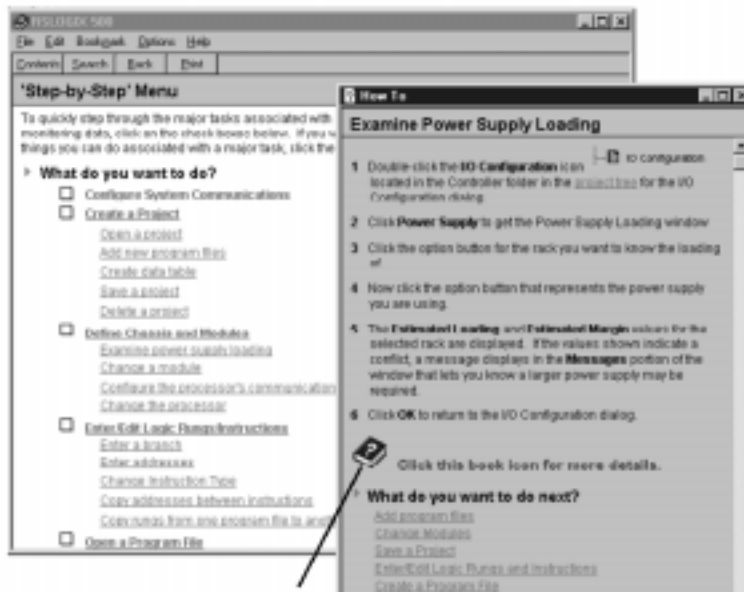 RSLOGIX 500
File Edit Bookmark Options Help
Contents Search Back Print
'Step-by-Step' Menu
To quickly step through the major tasks associated with
monitoring data, click on the check boxes below. If you w
things you can do associated with a major task, click the
What do you want to do?
Configure System Communications
Create a Project
Open a project
Add new program files
Create data table
Save a project
Delete a project
Define Chassis and Modules
Examine power supply loading
Change a module
Configure the processor's communication
Change the processor
Enter/Edit Logic Rungs/Instructions
Enter a branch
Enter addresses
Change Instruction Type
Copy addresses between instructions
Copy rungs from one program file to anot
Open a Program File
How To
Examine Power Supply Loading
1 Double-click the I/O Configuration icon
IO Configuration
located in the Controller folder in the project tree for the I/O
Configuration dialog.
2 Click Power Supply to get the Power Supply Loading window
3 Click the option button for the rack you want to know the loading
of.
4 Now click the option button that represents the power supply
you are using.
5 The Estimated Loading and Estimated Margin values for the
selected rack are displayed. If the values shown indicate a
conflict, a message displays in the Messages portion of the
window that lets you know a larger power supply may be
required.
6 Click OK to return to the I/O Configuration dialog.
Click this book icon for more details.
What do you want to do next?
Add program files
Change Modules
Save a Project
Enter/Edit Logic Rungs and Instructions
Create a Program File